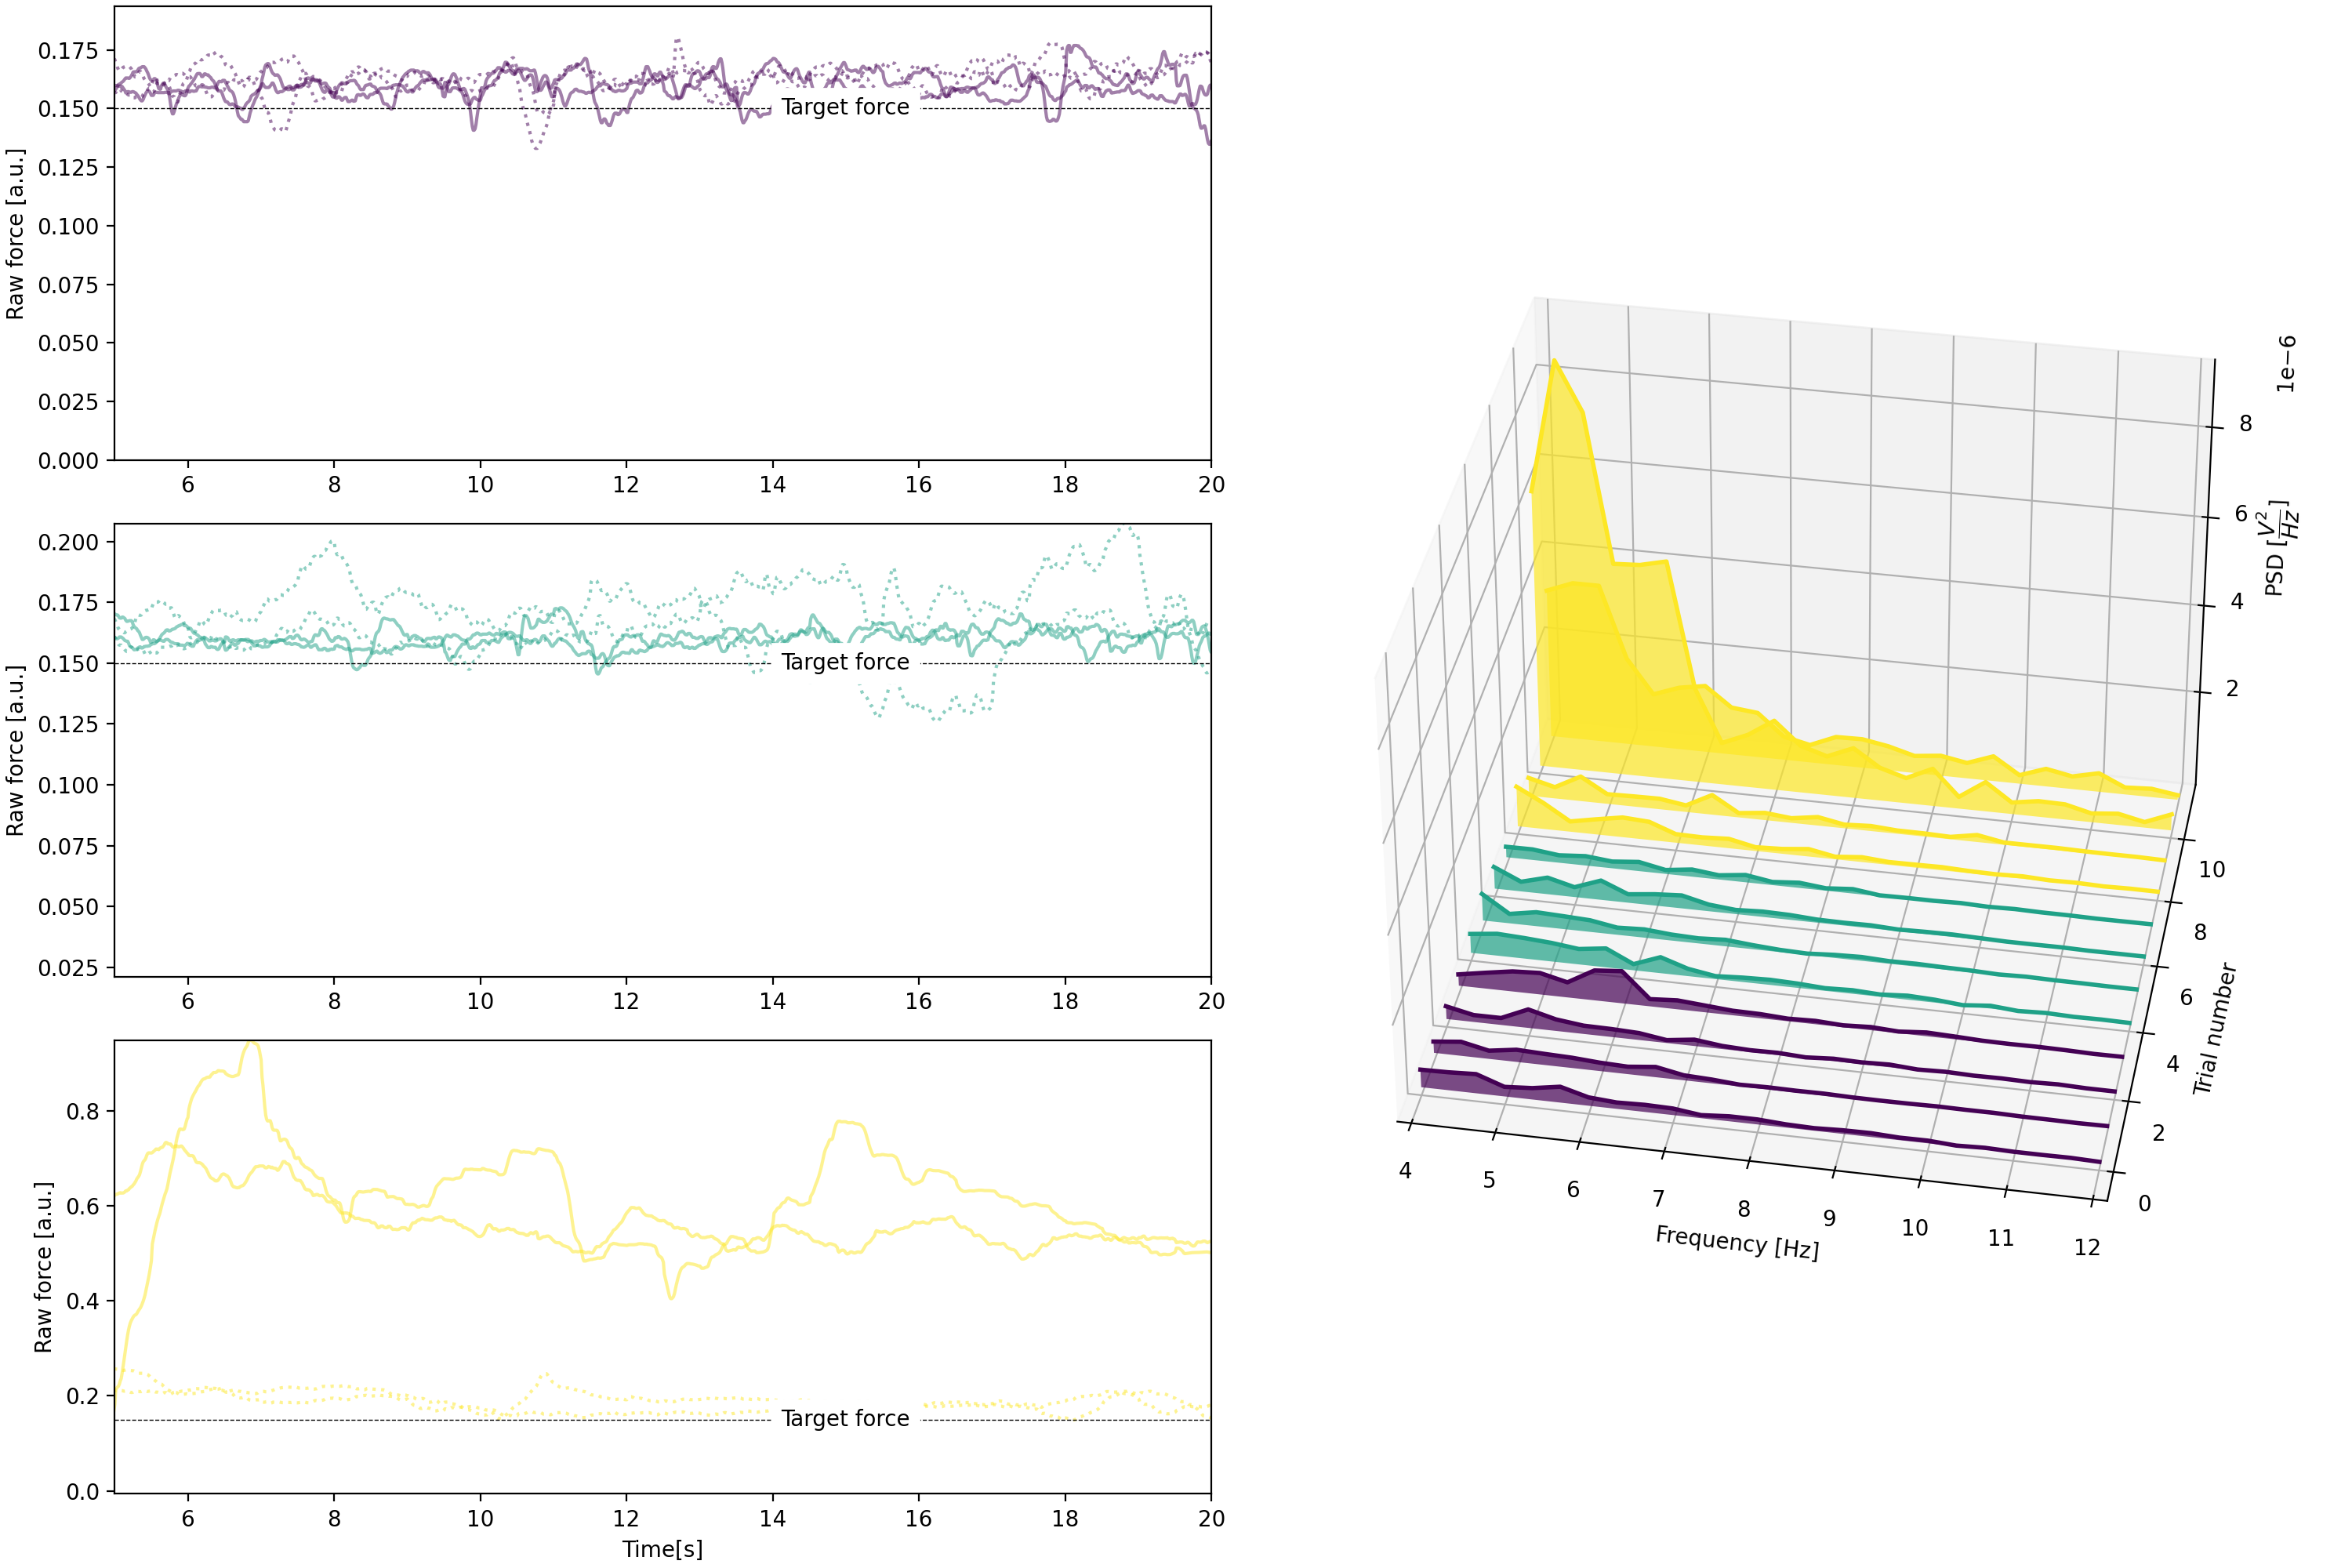 Raw force [a.u.]
0.175
0.150
0.125
0.100
0.075
0.050
0.025
0.000
Target force
6 8 10 12 14 16 18 20
Raw force [a.u.]
0.200
0.175
0.150
0.125
0.100
0.075
0.050
0.025
Target force
6 8 10 12 14 16 18 20
Raw force [a.u.]
0.8
0.6
0.4
0.2
0.0
Target force
6 8 10 12 14 16 18 20
Time[s]
1e−6
8
6
4
2
PSD [V²/Hz]
10
8
6
4
2
0
Trial number
4 5 6 7 8 9 10 11 12
Frequency [Hz]